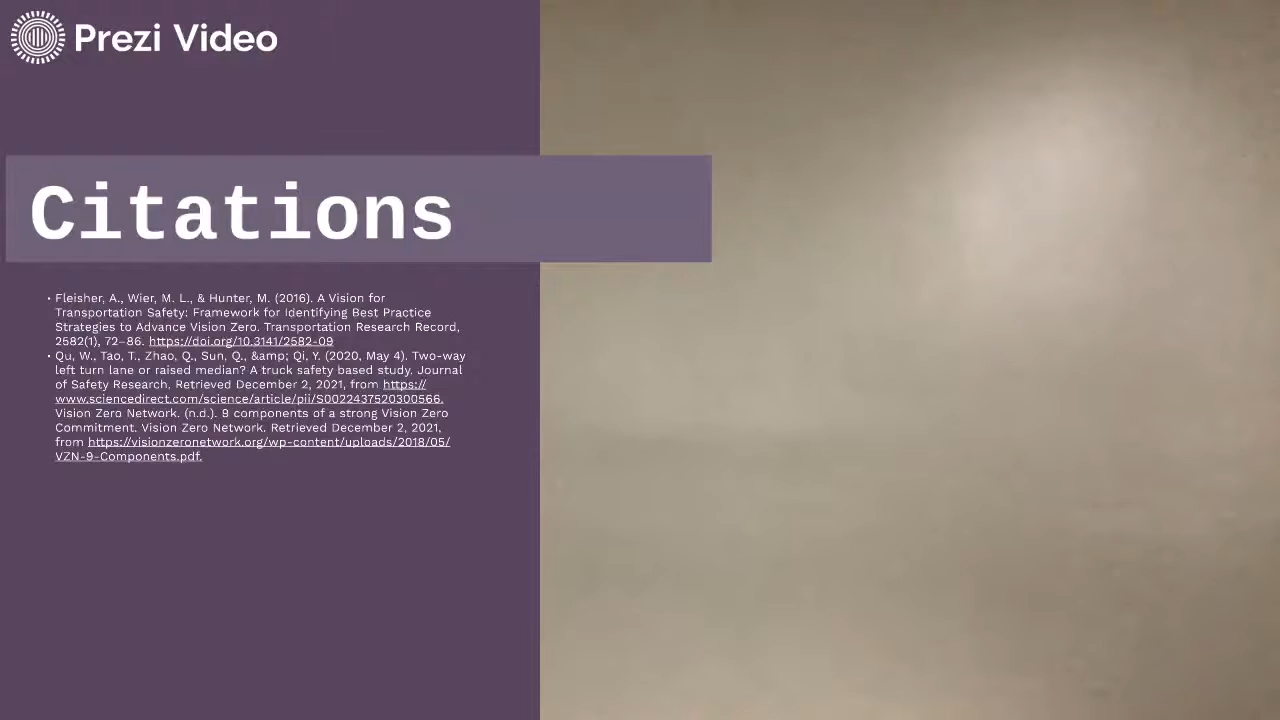 Prezi Video
Citations
• Fleisher, A., Wier, M. L., & Hunter, M. (2016). A Vision for
Transportation Safety: Framework for Identifying Best Practice
Strategies to Advance Vision Zero. Transportation Research Record,
2582(1), 72–86. https://doi.org/10.3141/2582-09
• Qu, W., Tao, T., Zhao, Q., Sun, Q., &amp; Qi, Y. (2020, May 4). Two-way
left turn lane or raised median? A truck safety based study. Journal
of Safety Research. Retrieved December 2, 2021, from https://
www.sciencedirect.com/science/article/pii/S0022437520300566.
Vision Zero Network. (n.d.). 9 components of a strong Vision Zero
Commitment. Vision Zero Network. Retrieved December 2, 2021,
from https://visionzeronetwork.org/wp-content/uploads/2018/05/
VZN-9-Components.pdf.